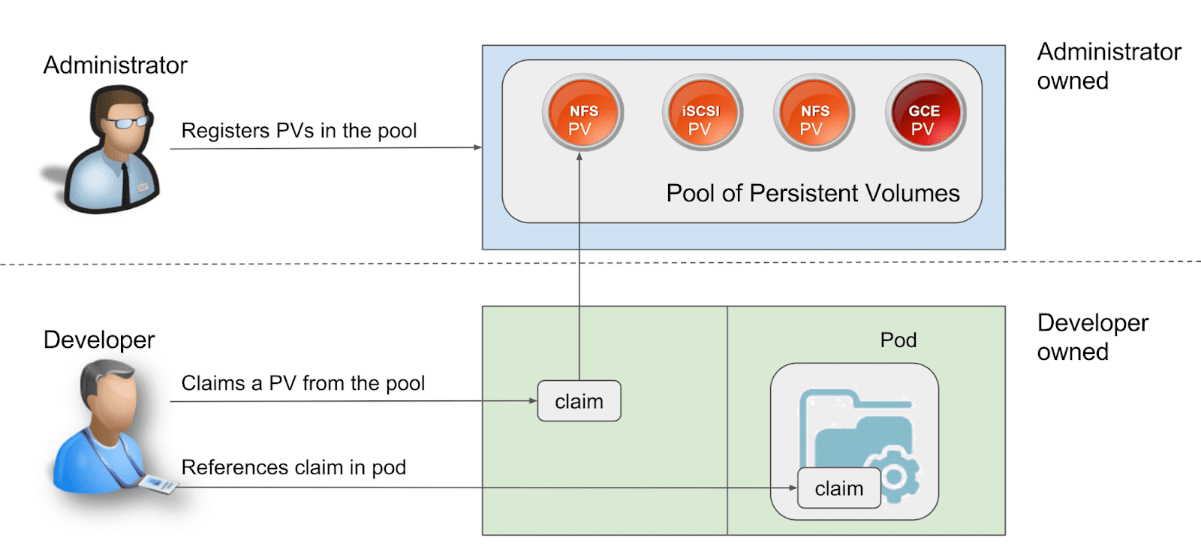 Administrator
Registers PVs in the pool
NFS
PV
iSCSI
PV
NFS
PV
GCE
PV
Pool of Persistent Volumes
Administrator
owned
Developer
Claims a PV from the pool
References claim in pod
claim
Pod
claim
Developer
owned